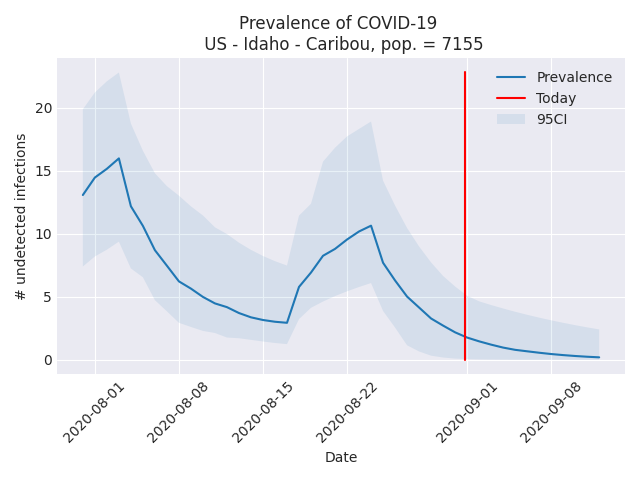 Prevalence of COVID-19
US - Idaho - Caribou, pop. = 7155
Prevalence
Today
95CI
# undetected infections
20
15
10
5
0
2020-08-01
2020-08-08
2020-08-15
2020-08-22
2020-09-01
2020-09-08
Date